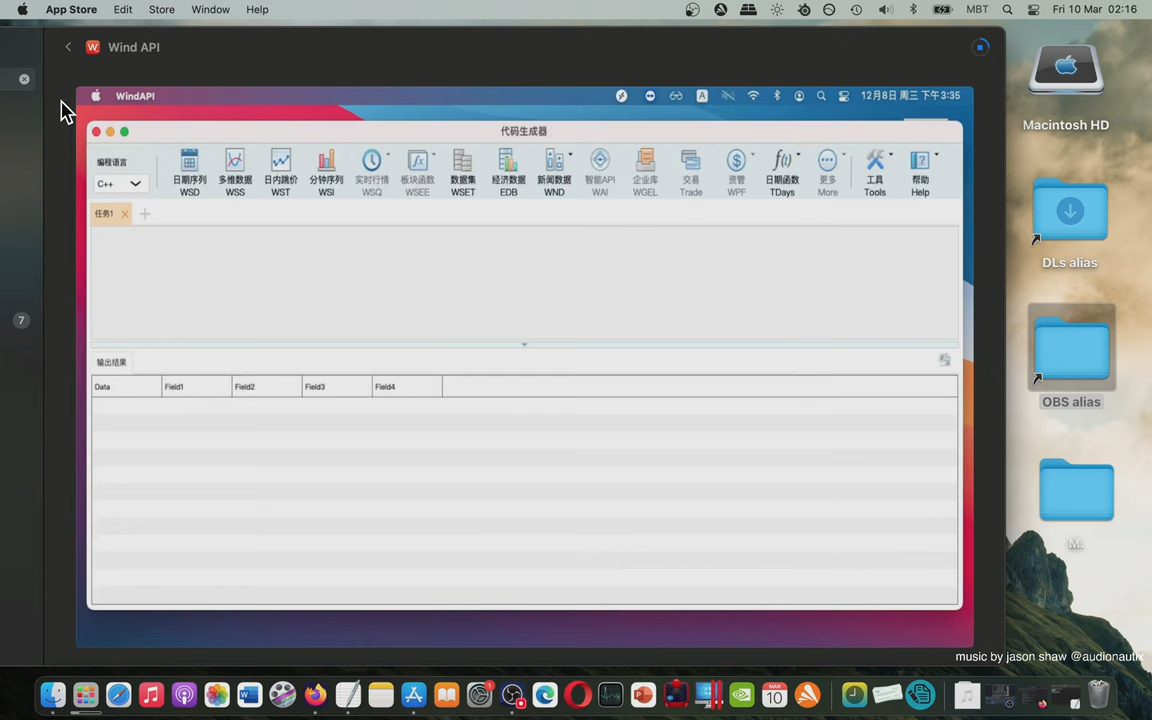 App Store Edit Store Window Help
MBT Fri 10 Mar 02:16
Wind API
WindAPI
A 12月8日 周三 下午3:35
代码生成器
编程语言
C++
日期序列 WSD
多维数据 WSS
日内跳价 WST
分钟序列 WSI
实时行情 WSQ
板块函数 WSEE
数据集 WSET
经济数据 EDB
新闻数据 WND
智能API WAI
企业库 WGEL
交易 Trade
资管 WPF
日期函数 TDays
更多 More
工具 Tools
帮助 Help
任务1
输出结果
Data Field1 Field2 Field3 Field4
7
Macintosh HD
DLs alias
OBS alias
M.
music by jason shaw @audionautix
MAR
10